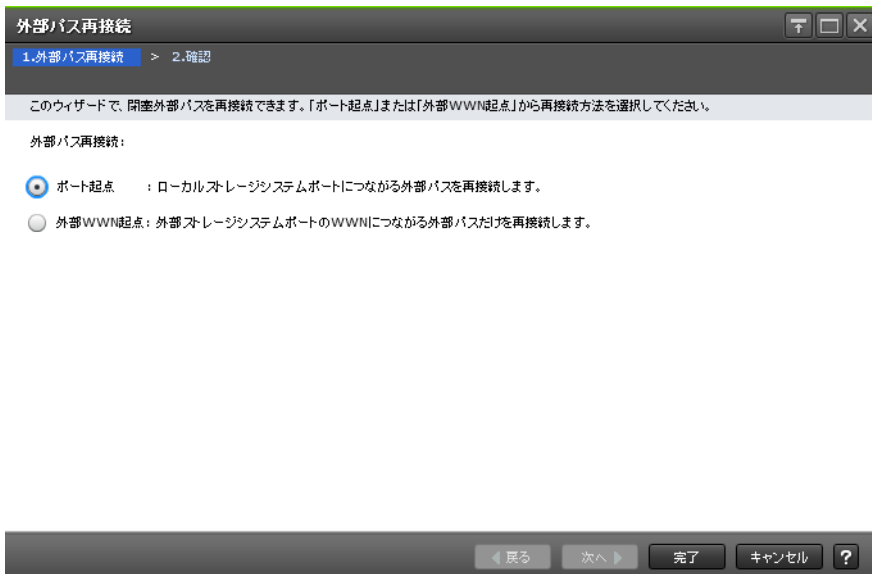 外部パス再接続
1.外部パス再接続 > 2.確認
このウィザードで、閉塞外部パスを再接続できます。「ポート起点」または「外部WWN起点」から再接続方法を選択してください。
外部パス再接続:
ポート起点 : ローカルストレージシステムポートにつながる外部パスを再接続します。
外部WWN起点 : 外部ストレージシステムポートのWWNにつながる外部パスだけを再接続します。
戻る 次へ 完了 キャンセル ?